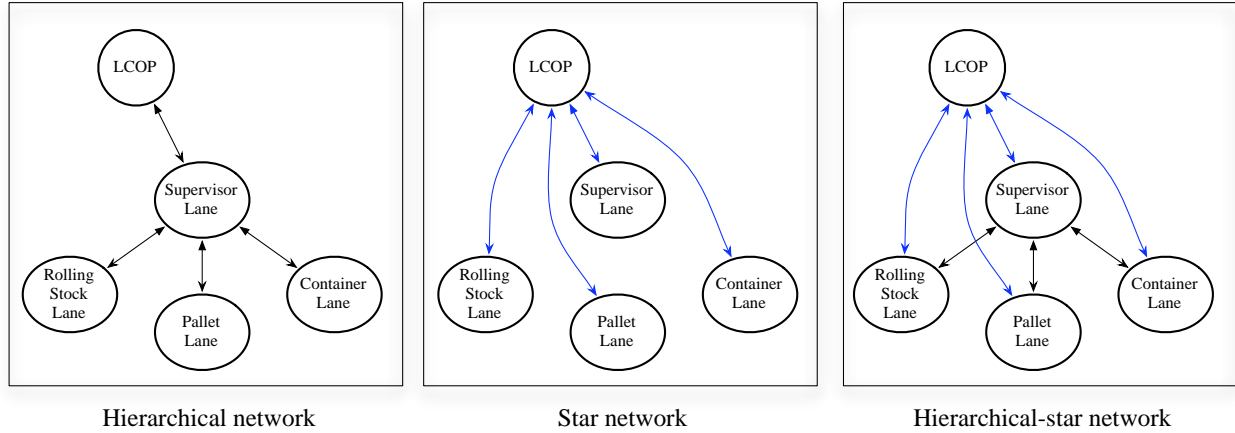 LCOP
Supervisor
Lane
Rolling
Stock
Lane
Pallet
Lane
Container
Lane
Hierarchical network
LCOP
Supervisor
Lane
Rolling
Stock
Lane
Pallet
Lane
Container
Lane
Star network
LCOP
Supervisor
Lane
Rolling
Stock
Lane
Pallet
Lane
Container
Lane
Hierarchical-star network